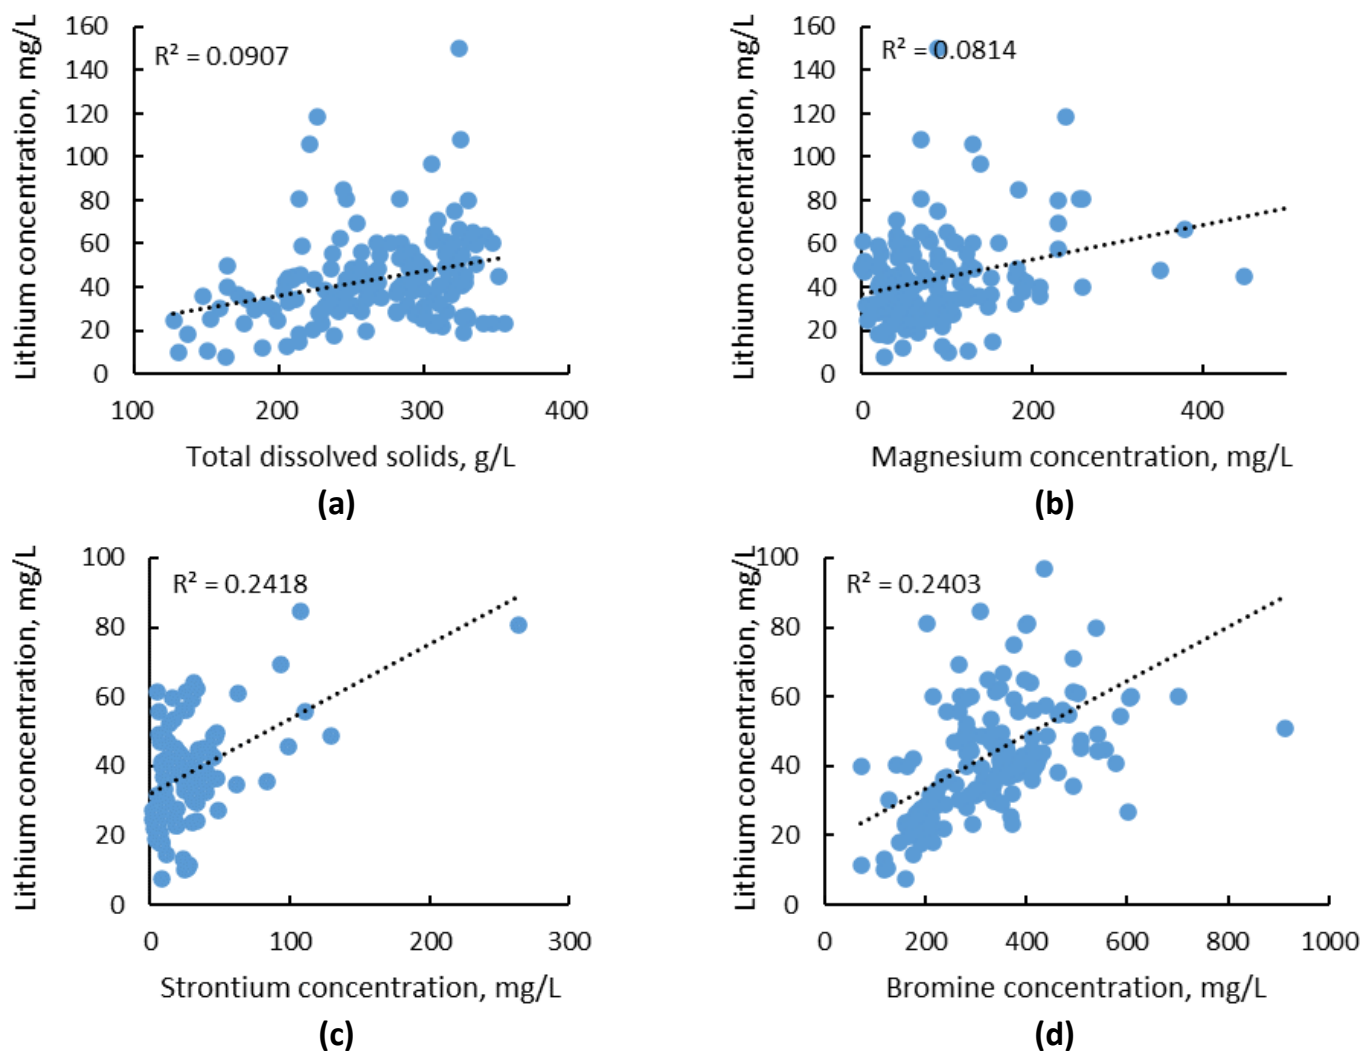 Lithium concentration, mg/L
160
140
120
100
80
60
40
20
0
R² = 0.0907
100
200
300
400
Total dissolved solids, g/L
(a)
Lithium concentration, mg/L
160
140
120
100
80
60
40
20
0
R² = 0.0814
0
200
400
Magnesium concentration, mg/L
(b)
Lithium concentration, mg/L
100
80
60
40
20
0
R² = 0.2418
0
100
200
300
Strontium concentration, mg/L
(c)
Lithium concentration, mg/L
100
80
60
40
20
0
R² = 0.2403
0
200
400
600
800
1000
Bromine concentration, mg/L
(d)